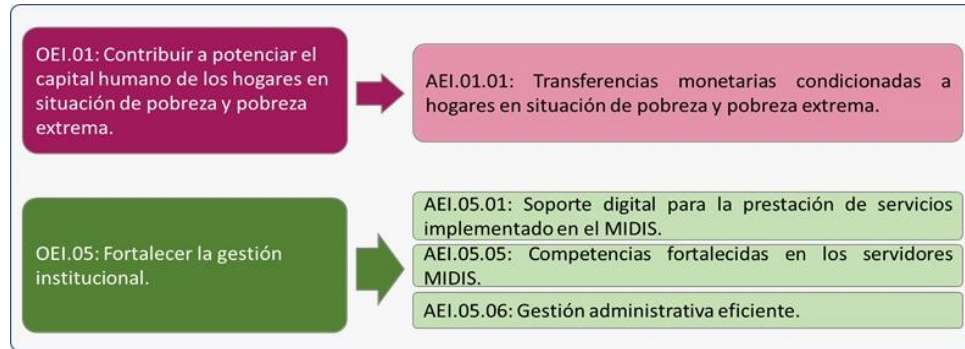 OEI.01: Contribuir a potenciar el
capital humano de los hogares en
situación de pobreza y pobreza
extrema.
AEI.01.01: Transferencias monetarias condicionadas a
hogares en situación de pobreza y pobreza extrema.
OEI.05: Fortalecer la gestión
institucional.
AEI.05.01: Soporte digital para la prestación de servicios
implementado en el MIDIS.
AEI.05.05: Competencias fortalecidas en los servidores
MIDIS.
AEI.05.06: Gestión administrativa eficiente.